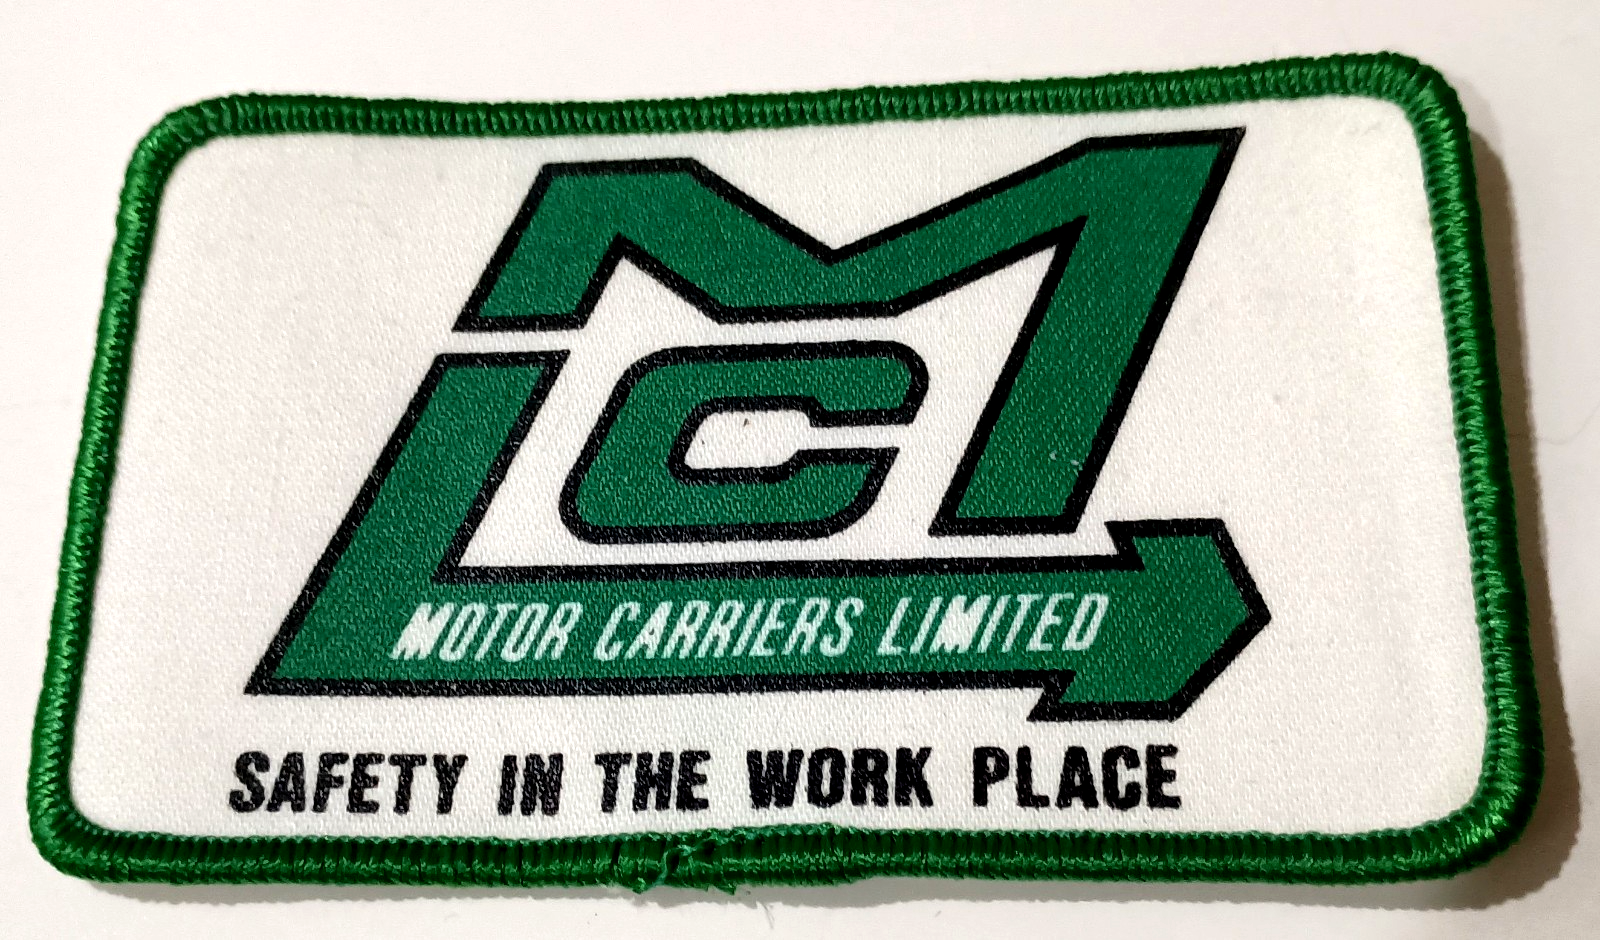 MCL
MOTOR CARRIERS LIMITED
SAFETY IN THE WORK PLACE